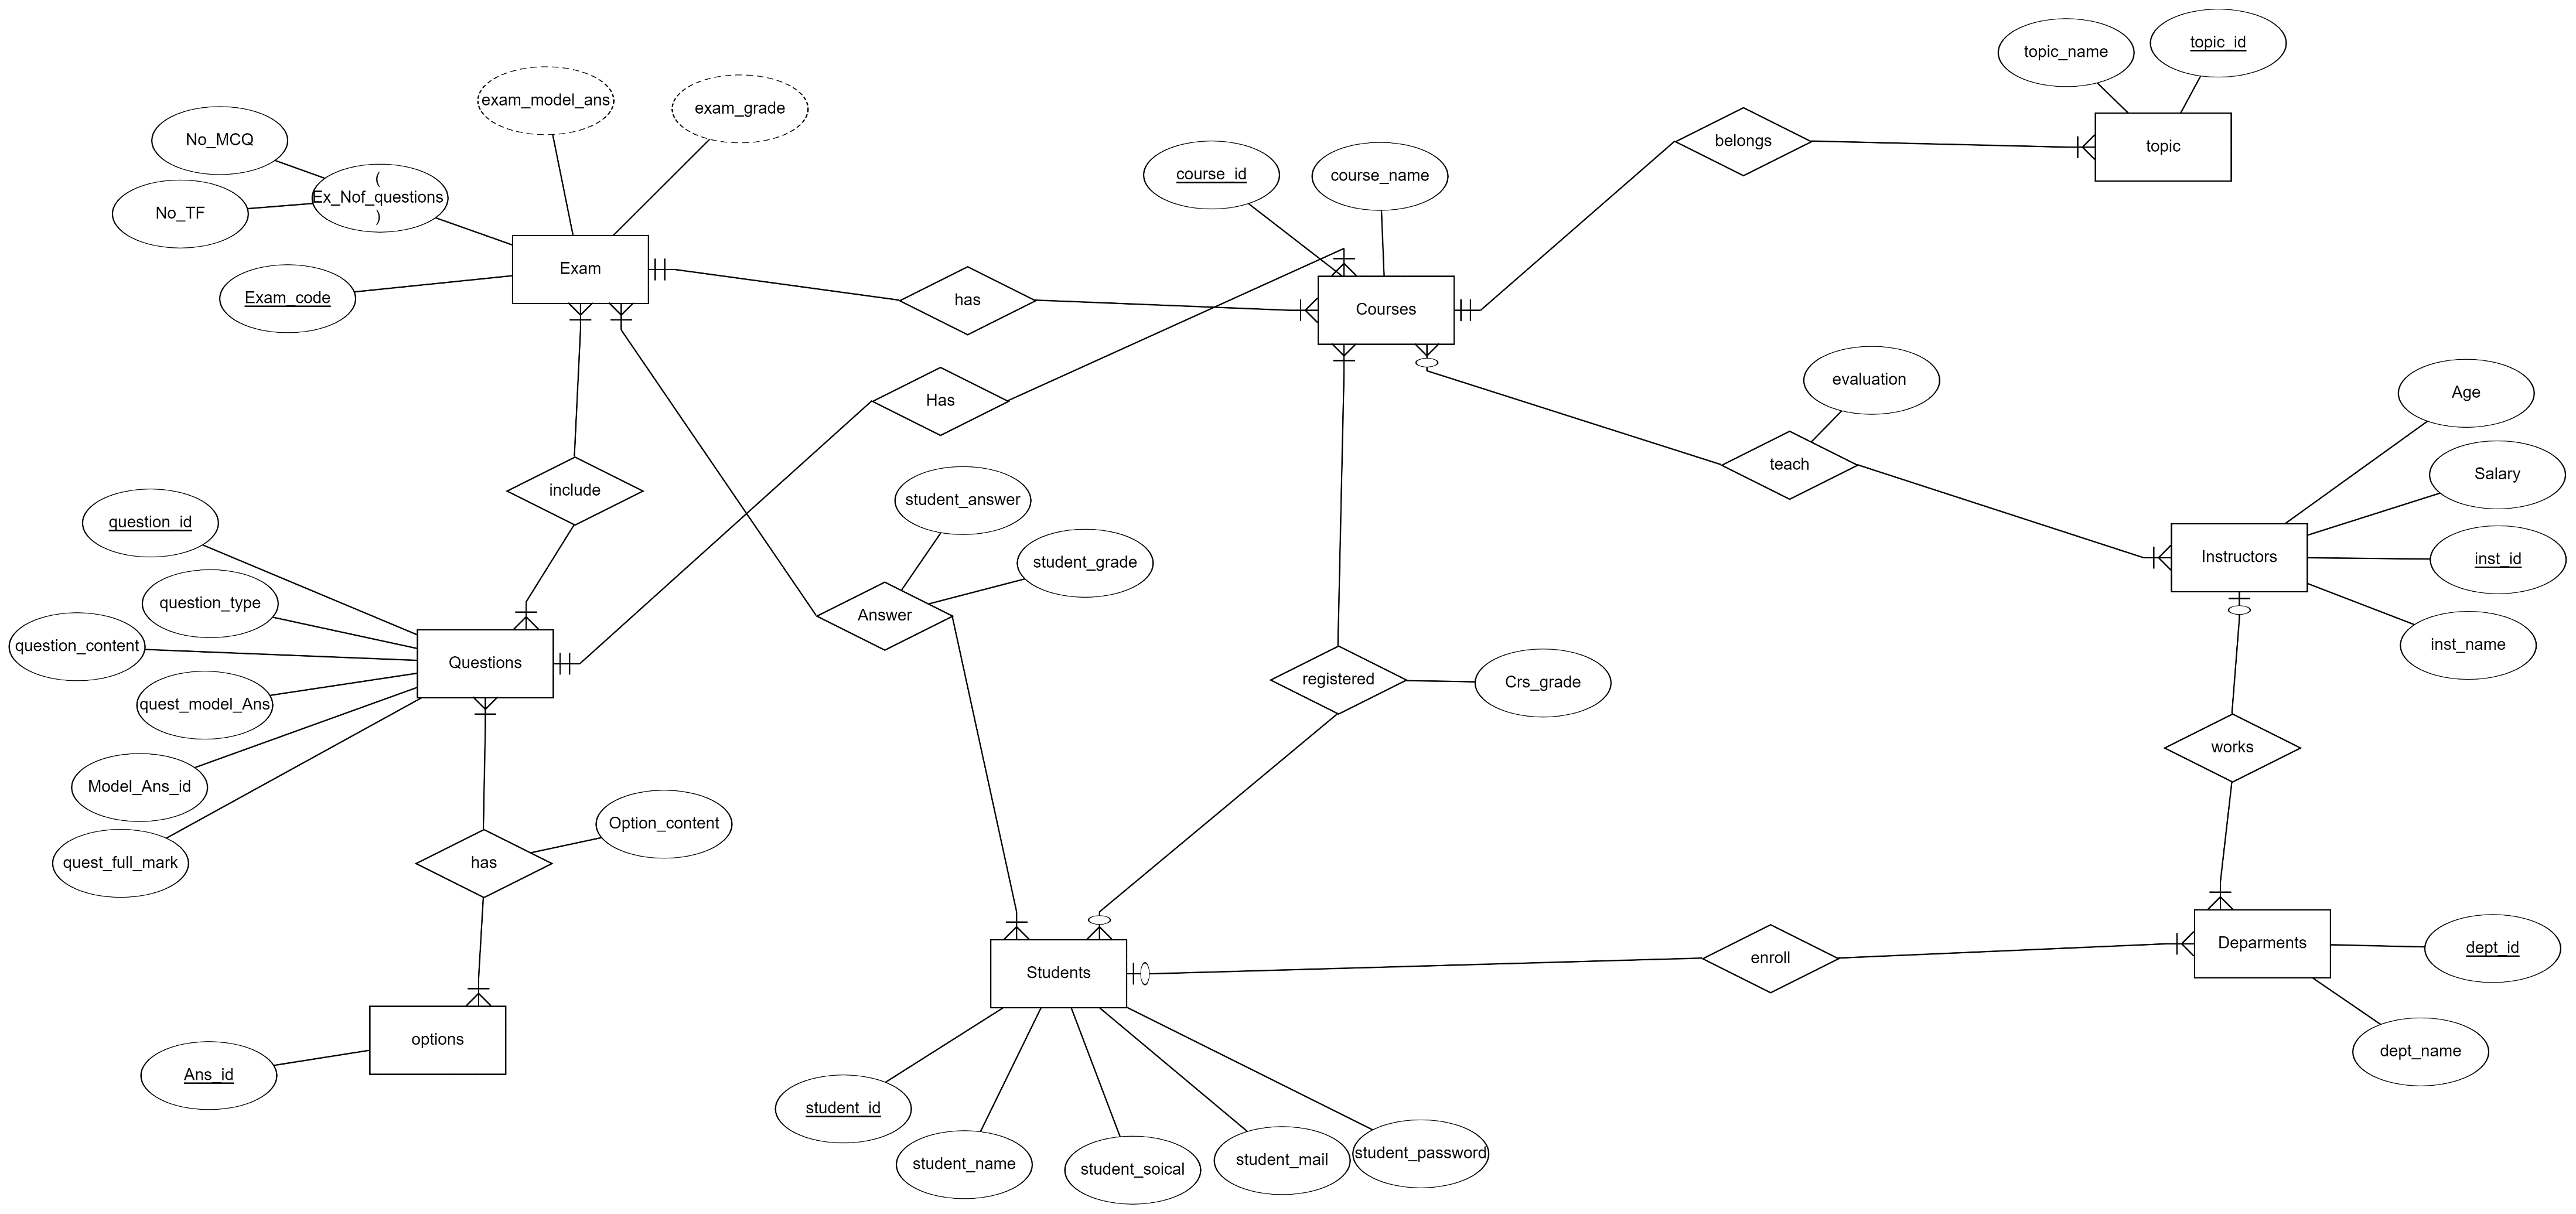 topic_name
topic_id
exam_model_ans
exam_grade
No_MCQ
(
Ex_Nof_questions
)
No_TF
Exam_code
Exam
has
course_id
course_name
Courses
belongs
topic
Has
include
evaluation
teach
Age
Salary
inst_id
inst_name
Instructors
question_id
question_type
question_content
quest_model_Ans
Model_Ans_id
quest_full_mark
Questions
student_answer
student_grade
Answer
registered
Crs_grade
works
has
Option_content
options
Ans_id
Students
enroll
Deparments
dept_id
dept_name
student_id
student_name
student_soical
student_mail
student_password